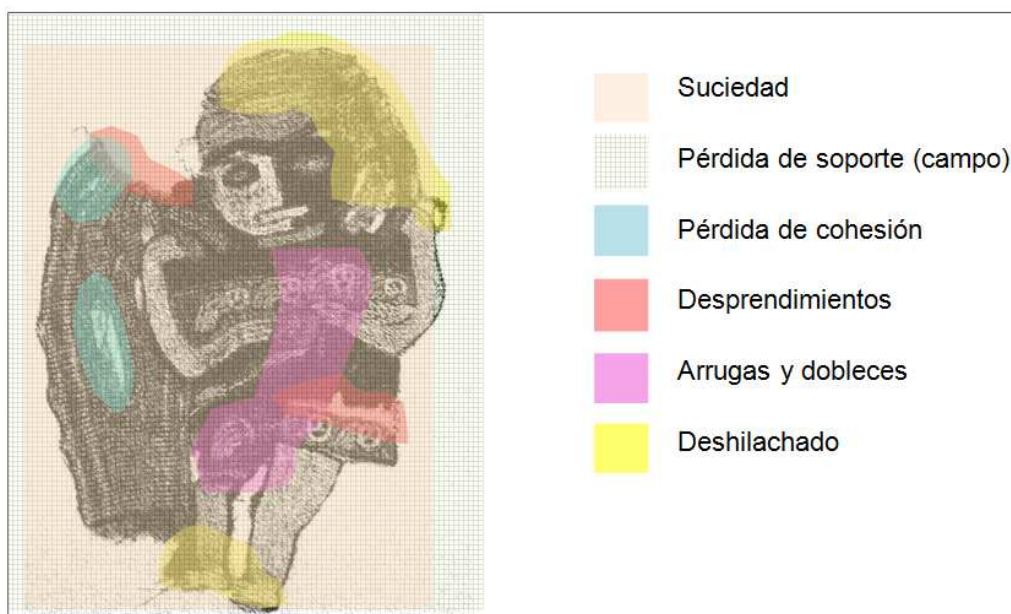 Suciedad
Pérdida de soporte (campo)
Pérdida de cohesión
Desprendimientos
Arrugas y dobleces
Deshilachado